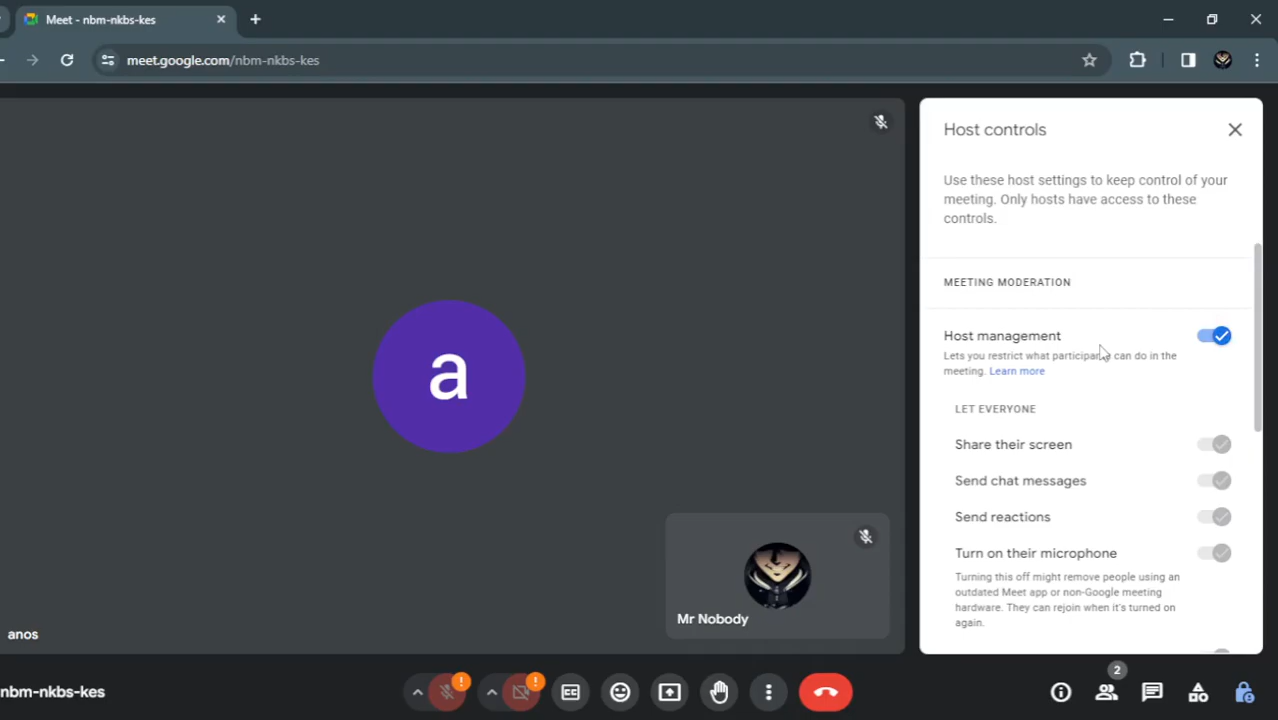 Meet - nbm-nkbs-kes
meet.google.com/nbm-nkbs-kes
Host controls
Use these host settings to keep control of your
meeting. Only hosts have access to these
controls.
MEETING MODERATION
Host management
Lets you restrict what participants can do in the
meeting. Learn more
LET EVERYONE
Share their screen
Send chat messages
Send reactions
Turn on their microphone
Turning this off might remove people using an
outdated Meet app or non-Google meeting
hardware. They can rejoin when it's turned on
again.
a
Mr Nobody
anos
nbm-nkbs-kes
!
!
CC
2